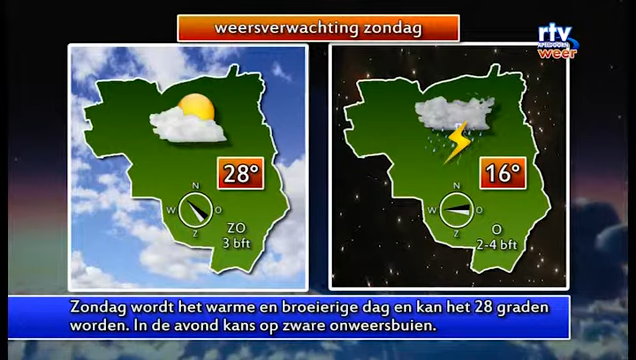 weersverwachting zondag
rtv
weer
28°
N
W O
Z
ZO
3 bft
16°
N
W O
Z
O
2-4 bft
Zondag wordt het warme en broeierige dag en kan het 28 graden
worden. In de avond kans op zware onweersbuien.